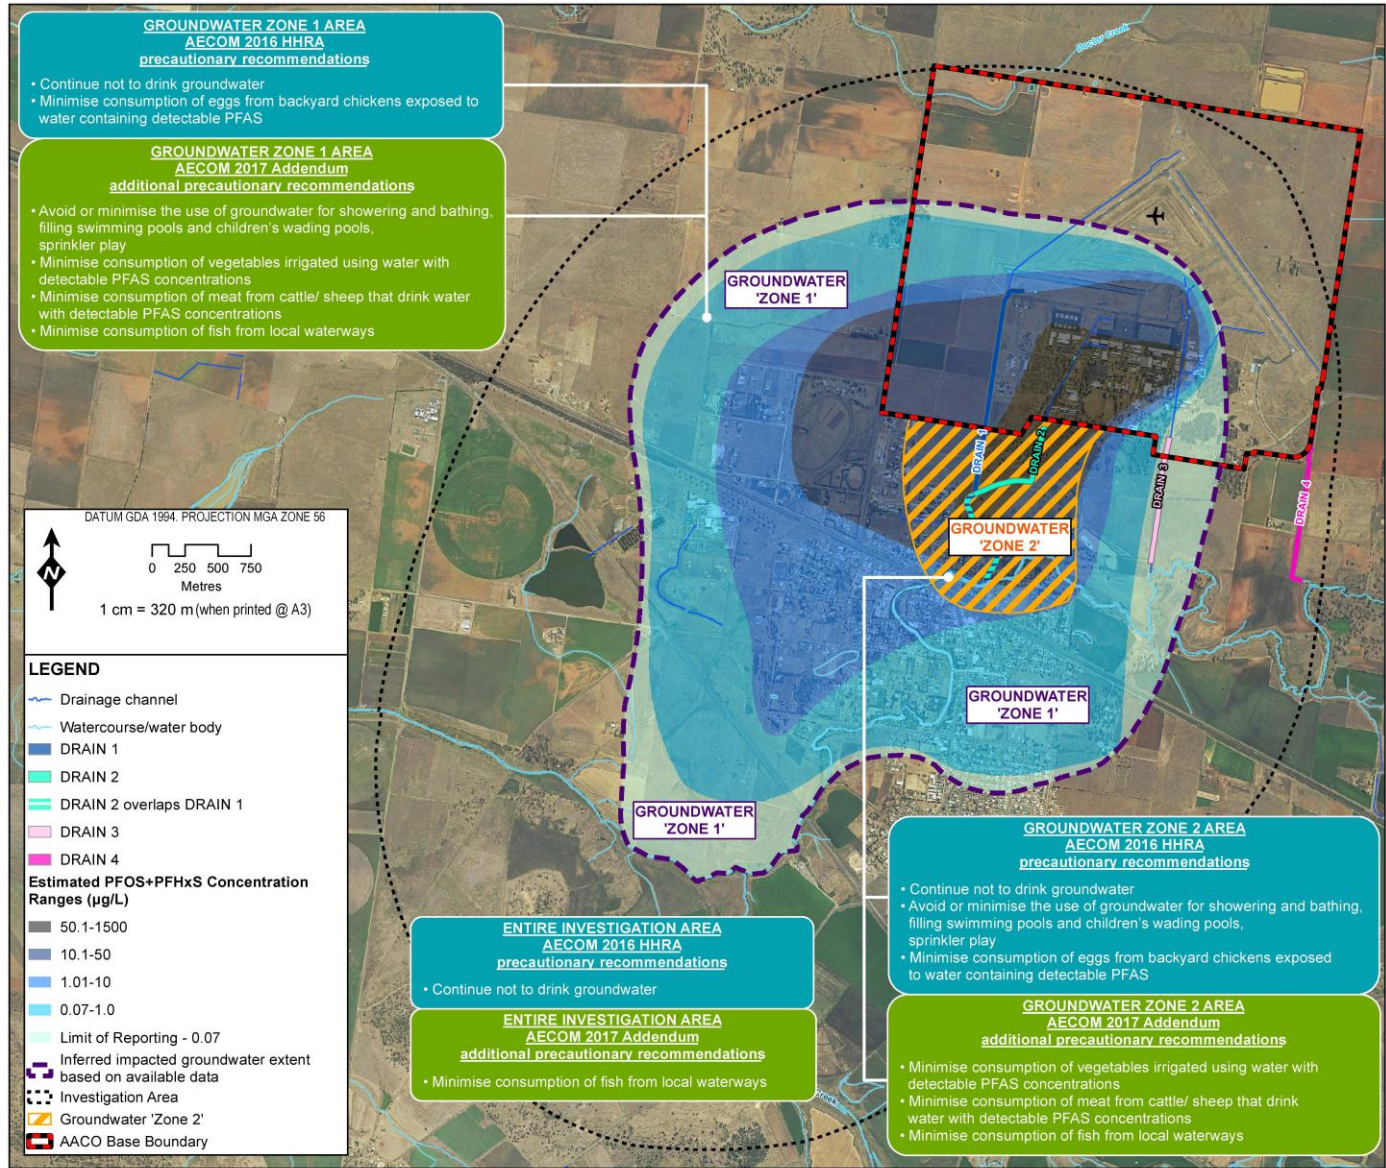 GROUNDWATER ZONE 1 AREA
AECOM 2016 HHRA
precautionary recommendations
• Continue not to drink groundwater
• Minimise consumption of eggs from backyard chickens exposed to
water containing detectable PFAS
GROUNDWATER ZONE 1 AREA
AECOM 2017 Addendum
additional precautionary recommendations
• Avoid or minimise the use of groundwater for showering and bathing,
filling swimming pools and children's wading pools,
sprinkler play
• Minimise consumption of vegetables irrigated using water with
detectable PFAS concentrations
• Minimise consumption of meat from cattle/ sheep that drink water
with detectable PFAS concentrations
• Minimise consumption of fish from local waterways
Doctor Creek
GROUNDWATER
'ZONE 1'
DRAIN 1
DRAIN 2
DRAIN 3
DRAIN 4
GROUNDWATER
'ZONE 2'
GROUNDWATER
'ZONE 1'
GROUNDWATER
'ZONE 1'
DATUM GDA 1994. PROJECTION MGA ZONE 56
N
0 250 500 750
Metres
1 cm = 320 m (when printed @ A3)
LEGEND
Drainage channel
Watercourse/water body
DRAIN 1
DRAIN 2
DRAIN 2 overlaps DRAIN 1
DRAIN 3
DRAIN 4
Estimated PFOS+PFHxS Concentration
Ranges (µg/L)
50.1-1500
10.1-50
1.01-10
0.07-1.0
Limit of Reporting - 0.07
Inferred impacted groundwater extent
based on available data
Investigation Area
Groundwater 'Zone 2'
AACO Base Boundary
ENTIRE INVESTIGATION AREA
AECOM 2016 HHRA
precautionary recommendations
• Continue not to drink groundwater
ENTIRE INVESTIGATION AREA
AECOM 2017 Addendum
additional precautionary recommendations
• Minimise consumption of fish from local waterways
Creek
GROUNDWATER ZONE 2 AREA
AECOM 2016 HHRA
precautionary recommendations
• Continue not to drink groundwater
• Avoid or minimise the use of groundwater for showering and bathing,
filling swimming pools and children's wading pools,
sprinkler play
• Minimise consumption of eggs from backyard chickens exposed
to water containing detectable PFAS
GROUNDWATER ZONE 2 AREA
AECOM 2017 Addendum
additional precautionary recommendations
• Minimise consumption of vegetables irrigated using water with
detectable PFAS concentrations
• Minimise consumption of meat from cattle/ sheep that drink
water with detectable PFAS concentrations
• Minimise consumption of fish from local waterways